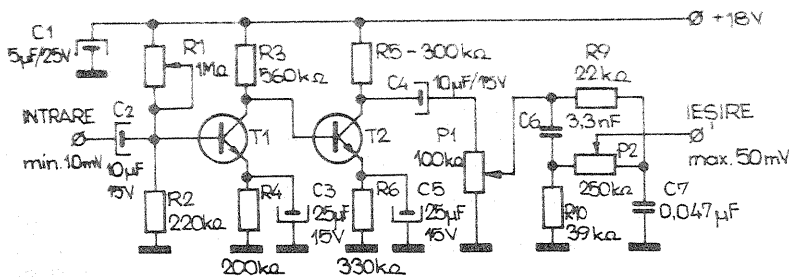 +18V
C1
5µF/25V
R1
1MΩ
R3
560kΩ
R5-300kΩ
C4
10µF/15V
R9
22kΩ
INTRARE
C2
min. 10mV
10µF
15V
T1
T2
P1
100kΩ
C6
3,3nF
IEȘIRE
P2
max. 50mV
250kΩ
R2
220kΩ
R4
C3
25µF
15V
R6
C5
25µF
15V
R10
39kΩ
C7
0,047µF
200kΩ
330kΩ